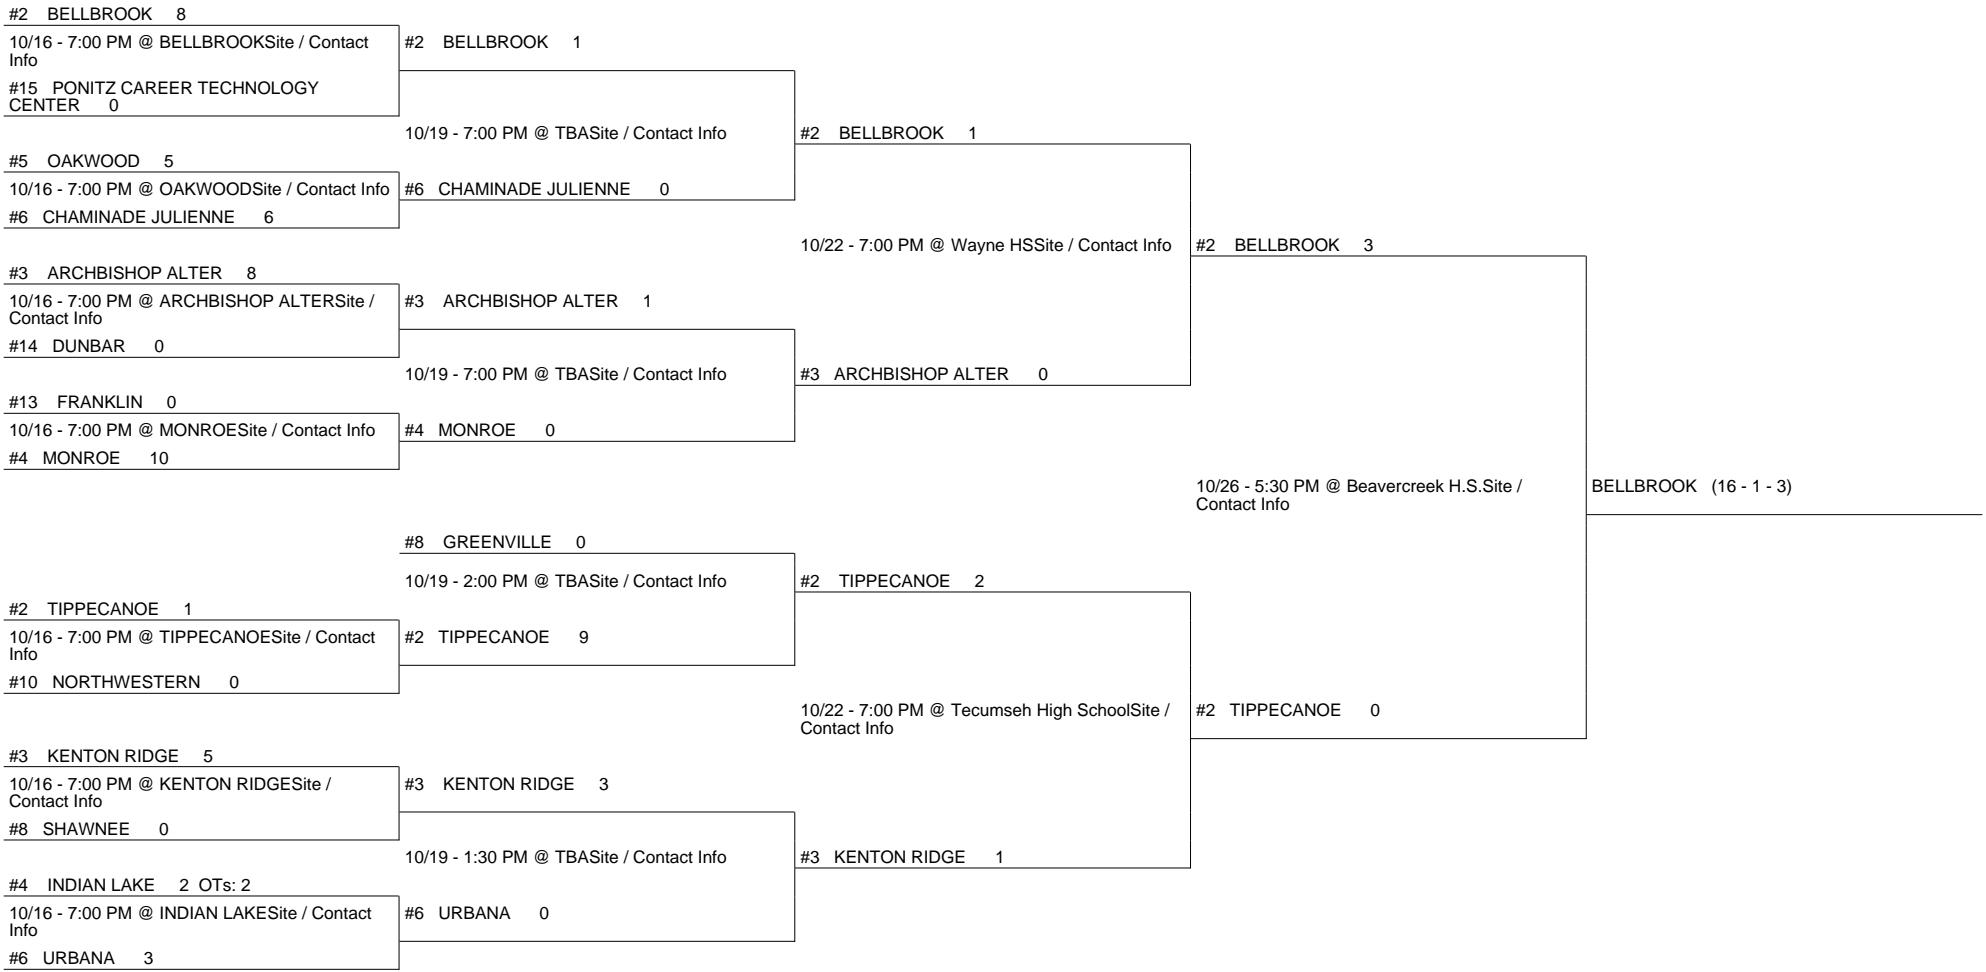 #2 BELLBROOK 8
10/16 - 7:00 PM @ BELLBROOKSite / Contact
Info
#15 PONITZ CAREER TECHNOLOGY
CENTER 0
#5 OAKWOOD 5
10/16 - 7:00 PM @ OAKWOODSite / Contact Info
#6 CHAMINADE JULIENNE 6
#3 ARCHBISHOP ALTER 8
10/16 - 7:00 PM @ ARCHBISHOP ALTERSite /
Contact Info
#14 DUNBAR 0
#13 FRANKLIN 0
10/16 - 7:00 PM @ MONROESite / Contact Info
#4 MONROE 10
#2 TIPPECANOE 1
10/16 - 7:00 PM @ TIPPECANOESite / Contact
Info
#10 NORTHWESTERN 0
#3 KENTON RIDGE 5
10/16 - 7:00 PM @ KENTON RIDGESite /
Contact Info
#8 SHAWNEE 0
#4 INDIAN LAKE 2 OTs: 2
10/16 - 7:00 PM @ INDIAN LAKESite / Contact
Info
#6 URBANA 3
#2 BELLBROOK 1
10/19 - 7:00 PM @ TBASite / Contact Info
#6 CHAMINADE JULIENNE 0
#3 ARCHBISHOP ALTER 1
10/19 - 7:00 PM @ TBASite / Contact Info
#4 MONROE 0
#8 GREENVILLE 0
10/19 - 2:00 PM @ TBASite / Contact Info
#2 TIPPECANOE 9
#3 KENTON RIDGE 3
10/19 - 1:30 PM @ TBASite / Contact Info
#6 URBANA 0
#2 BELLBROOK 1
10/22 - 7:00 PM @ Wayne HSSite / Contact Info
#3 ARCHBISHOP ALTER 0
#2 TIPPECANOE 2
10/22 - 7:00 PM @ Tecumseh High SchoolSite /
Contact Info
#3 KENTON RIDGE 1
#2 BELLBROOK 3
10/26 - 5:30 PM @ Beavercreek H.S.Site /
Contact Info
#2 TIPPECANOE 0
BELLBROOK (16 - 1 - 3)